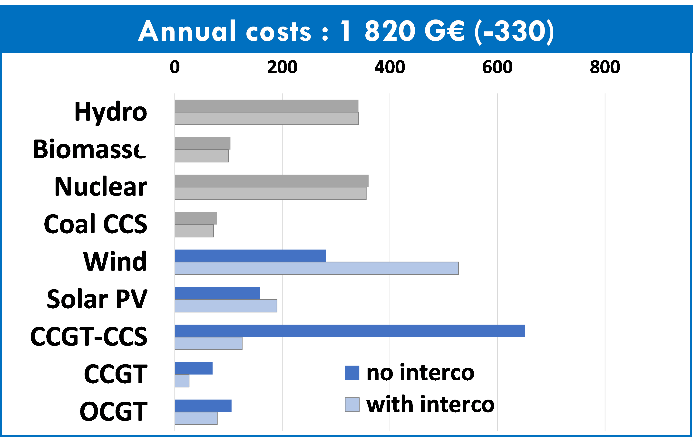 Annual costs : 1 820 G€ (-330)
0 200 400 600 800
Hydro
Biomasse
Nuclear
Coal CCS
Wind
Solar PV
CCGT-CCS
CCGT
no interco
with interco
OCGT